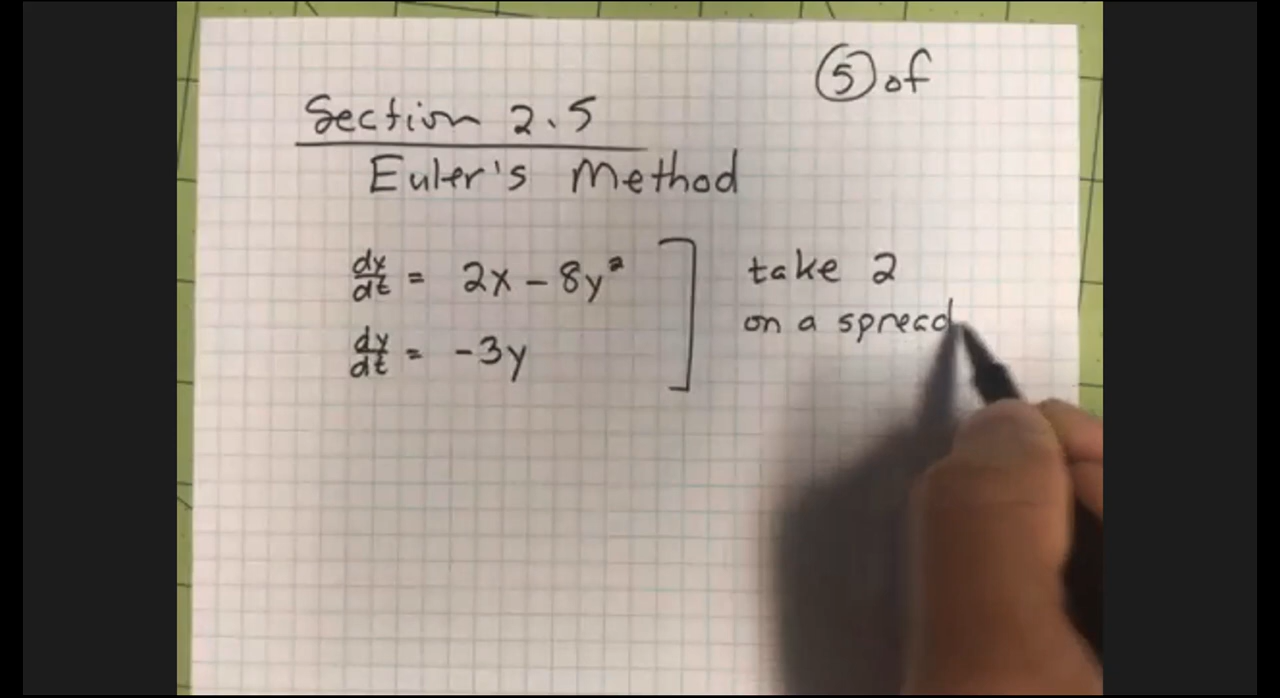 ⑤ of
Section 2.5
Euler's Method
dx/dt = 2x - 8y²
dy/dt = -3y
take 2
on a spread